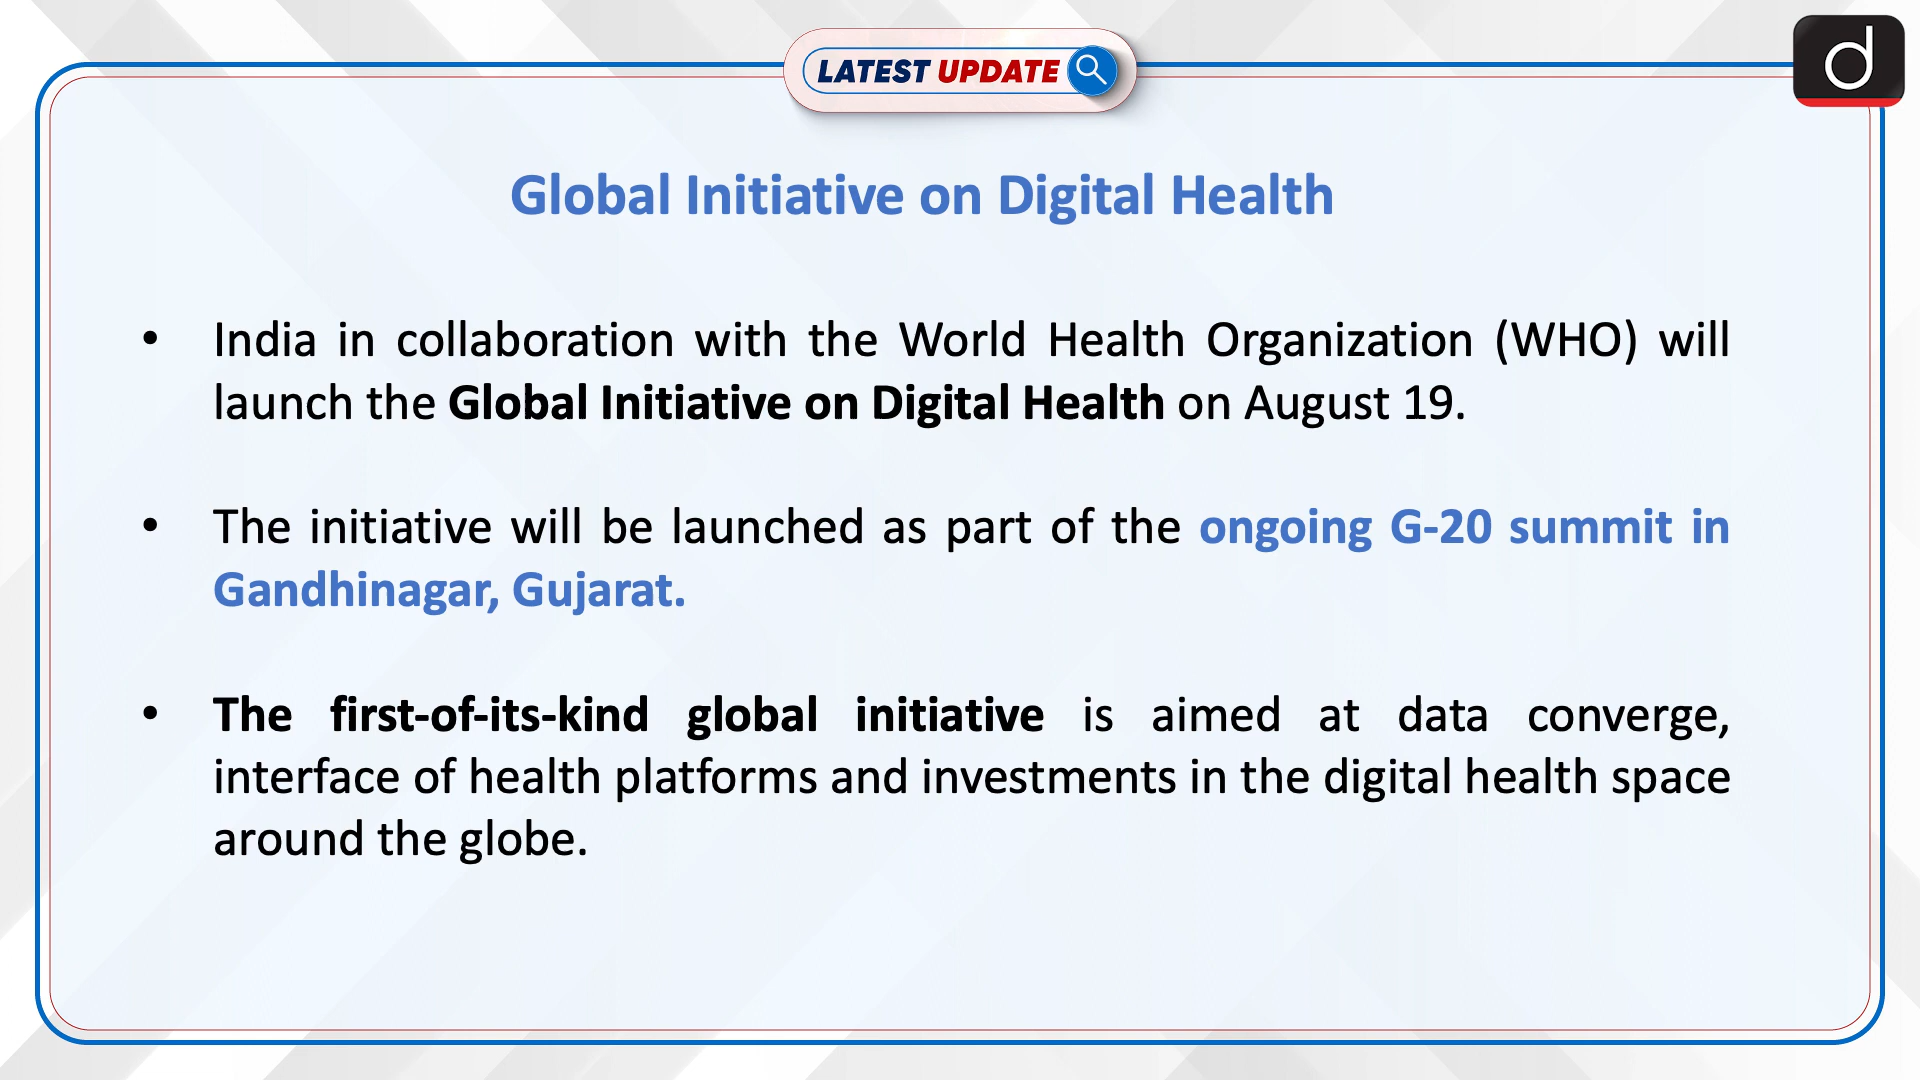 LATEST UPDATE
d
Global Initiative on Digital Health
• India in collaboration with the World Health Organization (WHO) will
launch the Global Initiative on Digital Health on August 19.
• The initiative will be launched as part of the ongoing G-20 summit in
Gandhinagar, Gujarat.
• The first-of-its-kind global initiative is aimed at data converge,
interface of health platforms and investments in the digital health space
around the globe.